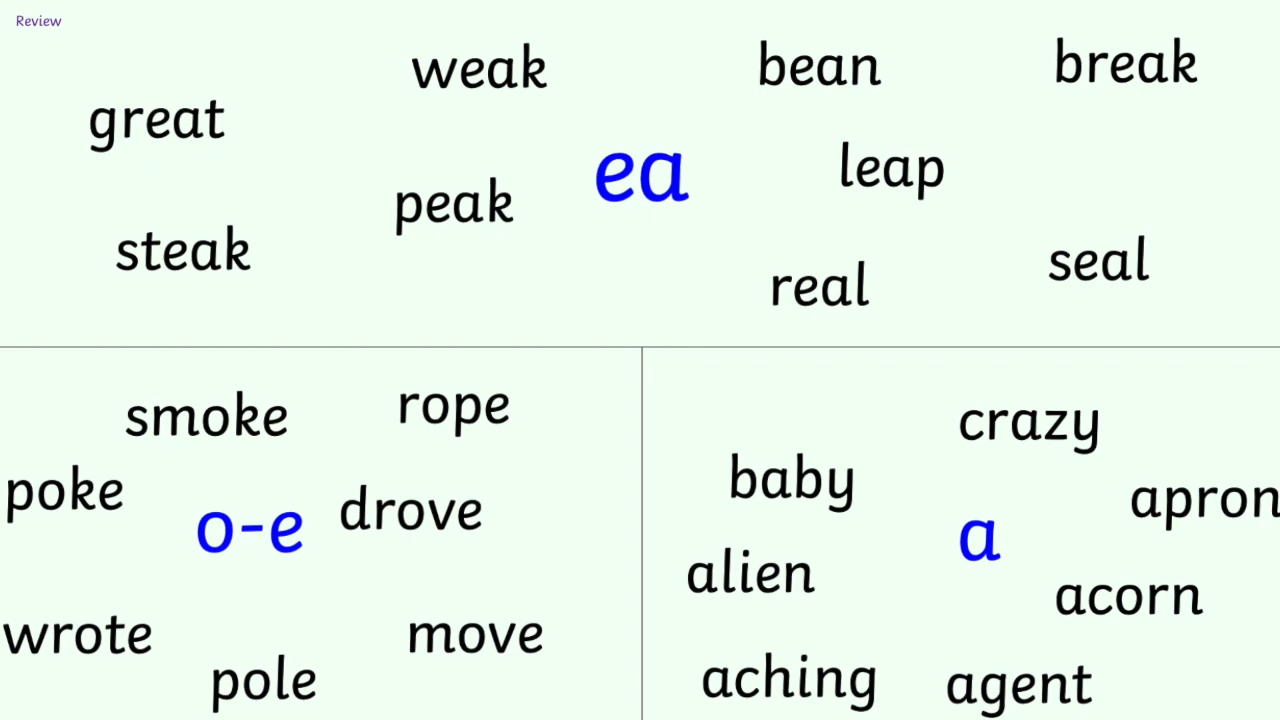 Review
weak
bean
break
great
ea
leap
peak
steak
seal
real
smoke
rope
poke
o-e
drove
wrote
move
pole
crazy
baby
apron
a
alien
acorn
aching
agent